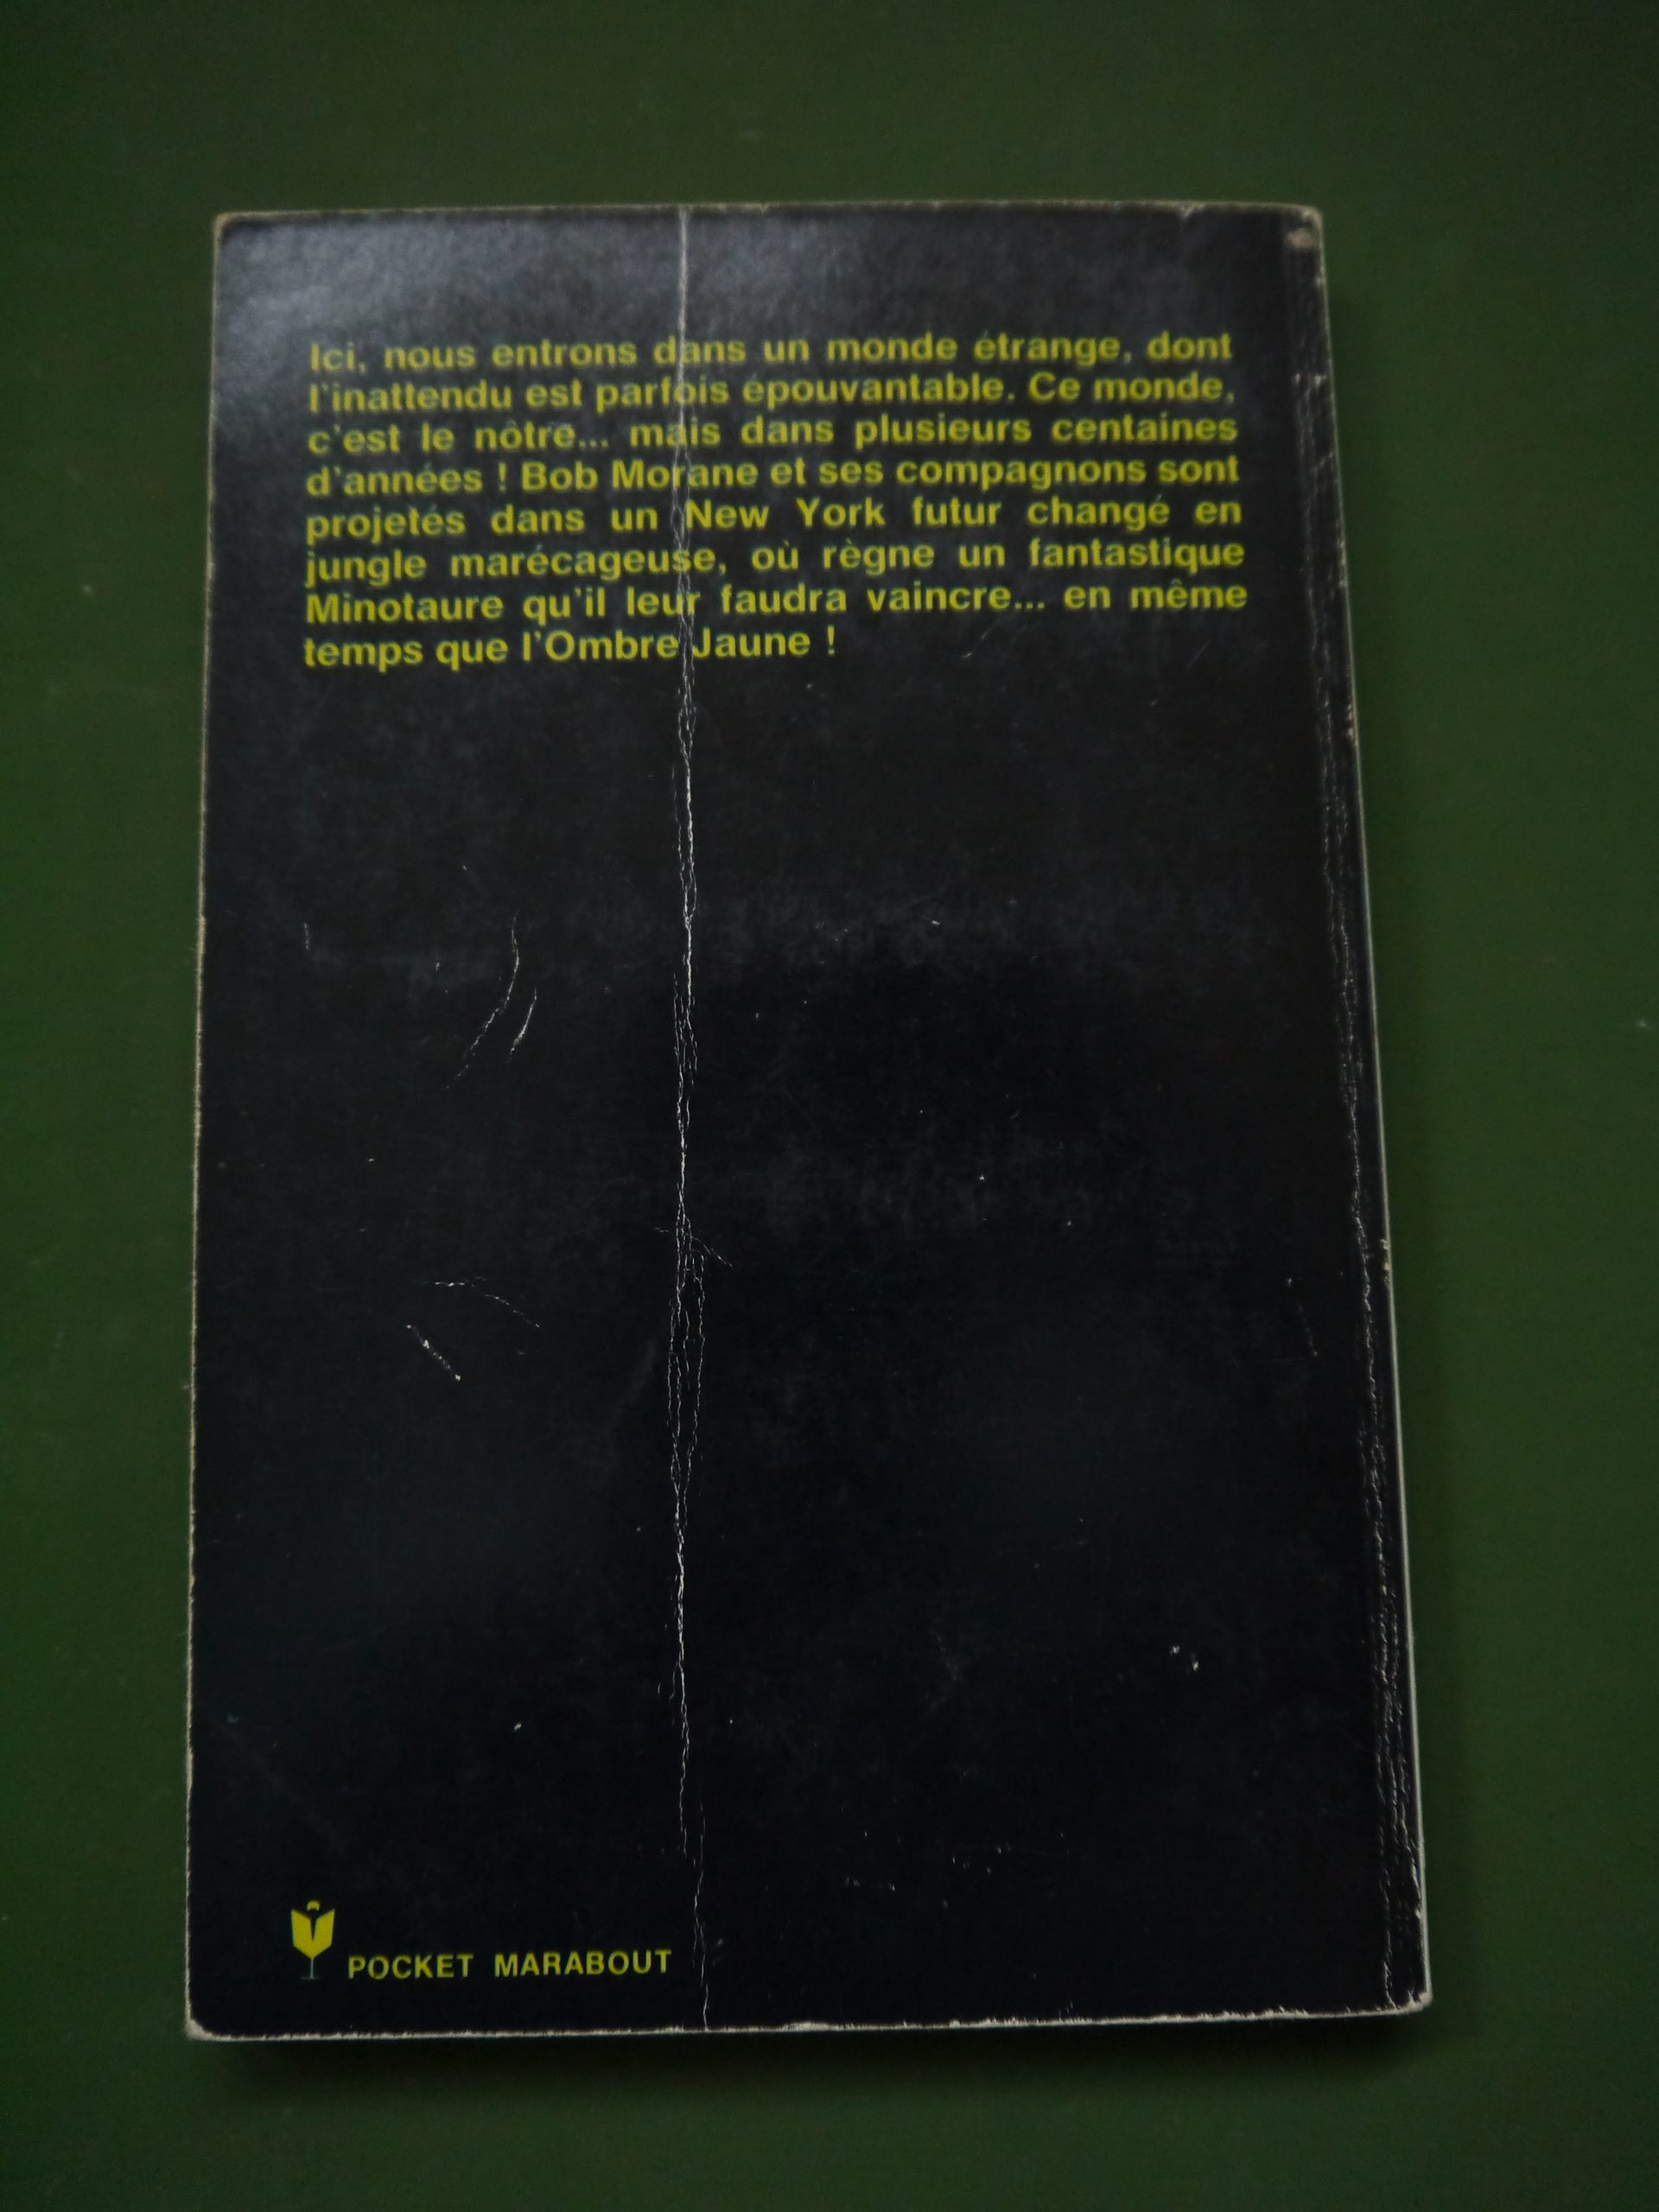 Ici, nous entrons dans un monde étrange, dont
l'inattendu est parfois épouvantable. Ce monde,
c'est le nôtre... mais dans plusieurs centaines
d'années ! Bob Morane et ses compagnons sont
projetés dans un New York futur changé en
jungle marécageuse, où règne un fantastique
Minotaure qu'il leur faudra vaincre... en même
temps que l'Ombre Jaune !
POCKET MARABOUT